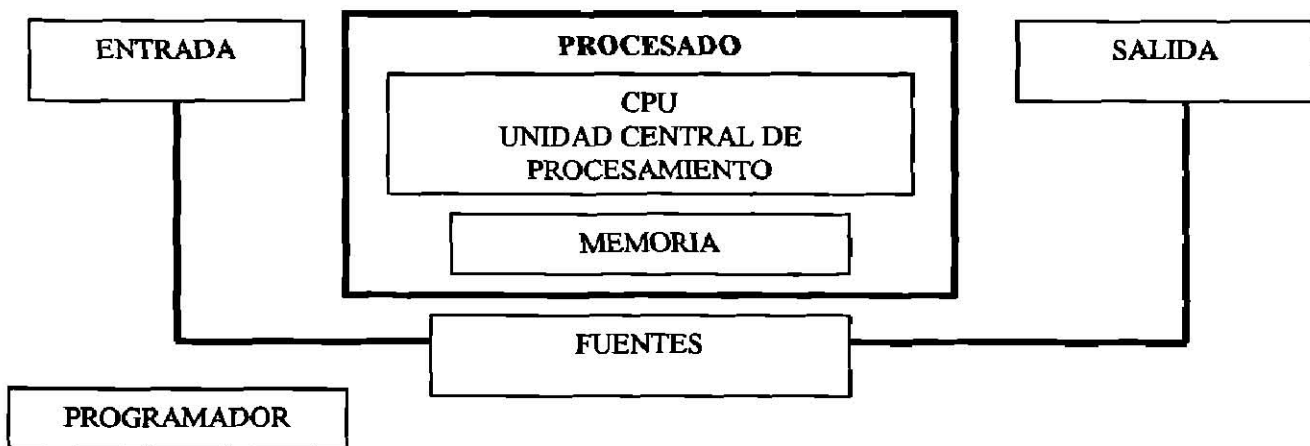 ENTRADA
PROCESADO
SALIDA
CPU
UNIDAD CENTRAL DE
PROCESAMIENTO
MEMORIA
FUENTES
PROGRAMADOR